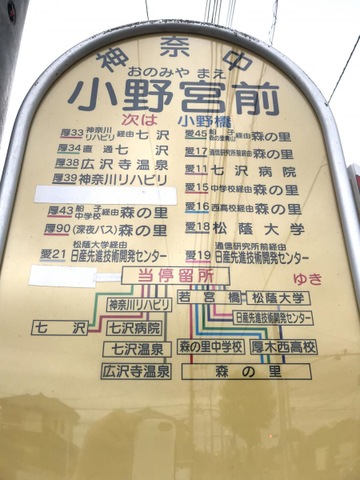 神奈中
おのみや まえ
小野宮前
次は 小野橋
厚33 神奈川リハビリ 経由 七沢
厚34 直通 七沢
厚38 広沢寺温泉
厚39 神奈川リハビリ
厚43 船子中学校 経由 森の里
厚90 (深夜バス) 森の里
松蔭大学経由
愛21 日産先進技術開発センター
愛45 船子 経由 森の里
愛17 通信研究所前経由 森の里
愛11 七沢病院
愛15 中学校経由 森の里
愛16 西高校経由 森の里
愛18 松蔭大学
通信研究所前経由
愛19 日産先進技術開発センター
当停留所 ゆき
神奈川リハビリ 若宮橋 松蔭大学
日産先進技術開発センター
七沢 七沢病院
七沢温泉 森の里中学校 厚木西高校
広沢寺温泉 森の里